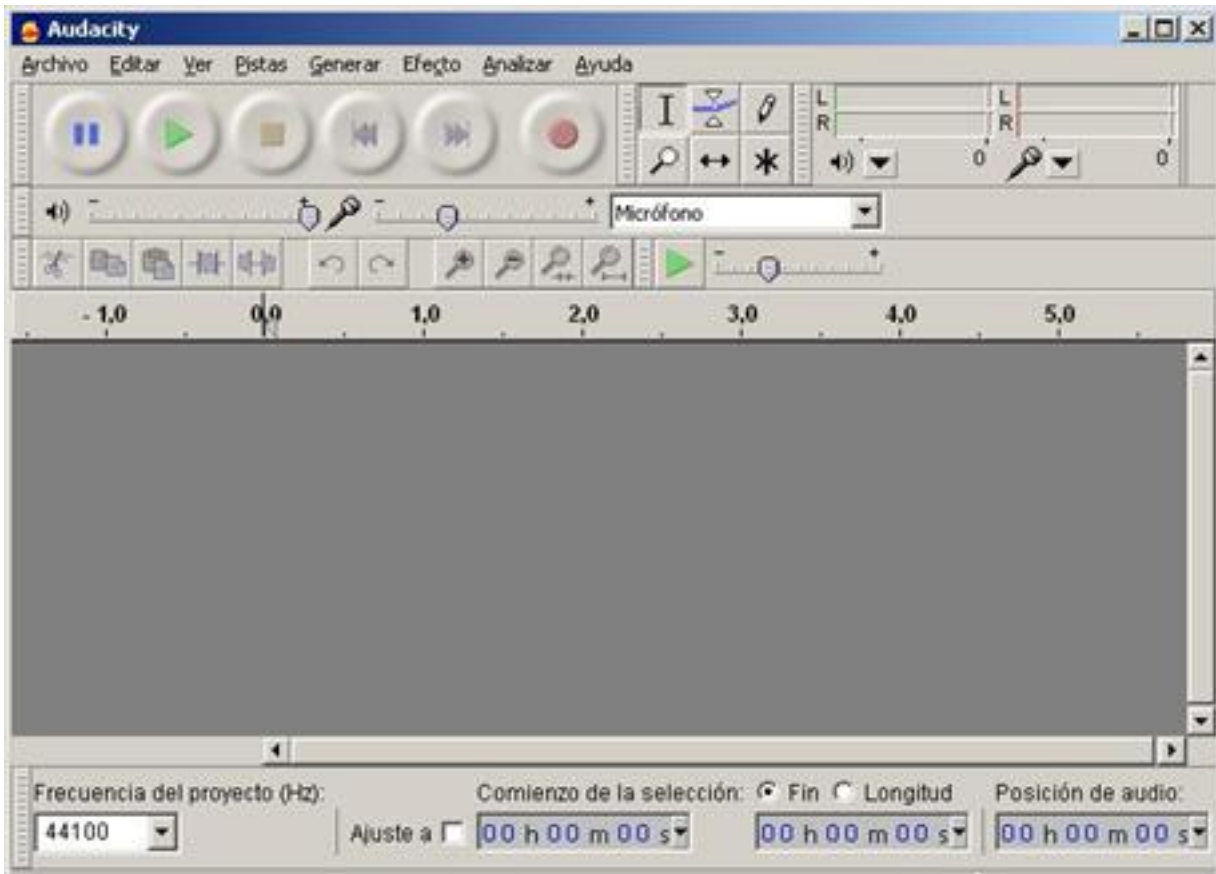 Audacity
Archivo Editar Ver Pistas Generar Efecto Analizar Ayuda
L L
R R
0 0
- + - + Micrófono
- +
- 1,0 0,0 1,0 2,0 3,0 4,0 5,0
Frecuencia del proyecto (Hz): Comienzo de la selección: Fin Longitud Posición de audio:
44100 Ajuste a 00 h 00 m 00 s 00 h 00 m 00 s 00 h 00 m 00 s